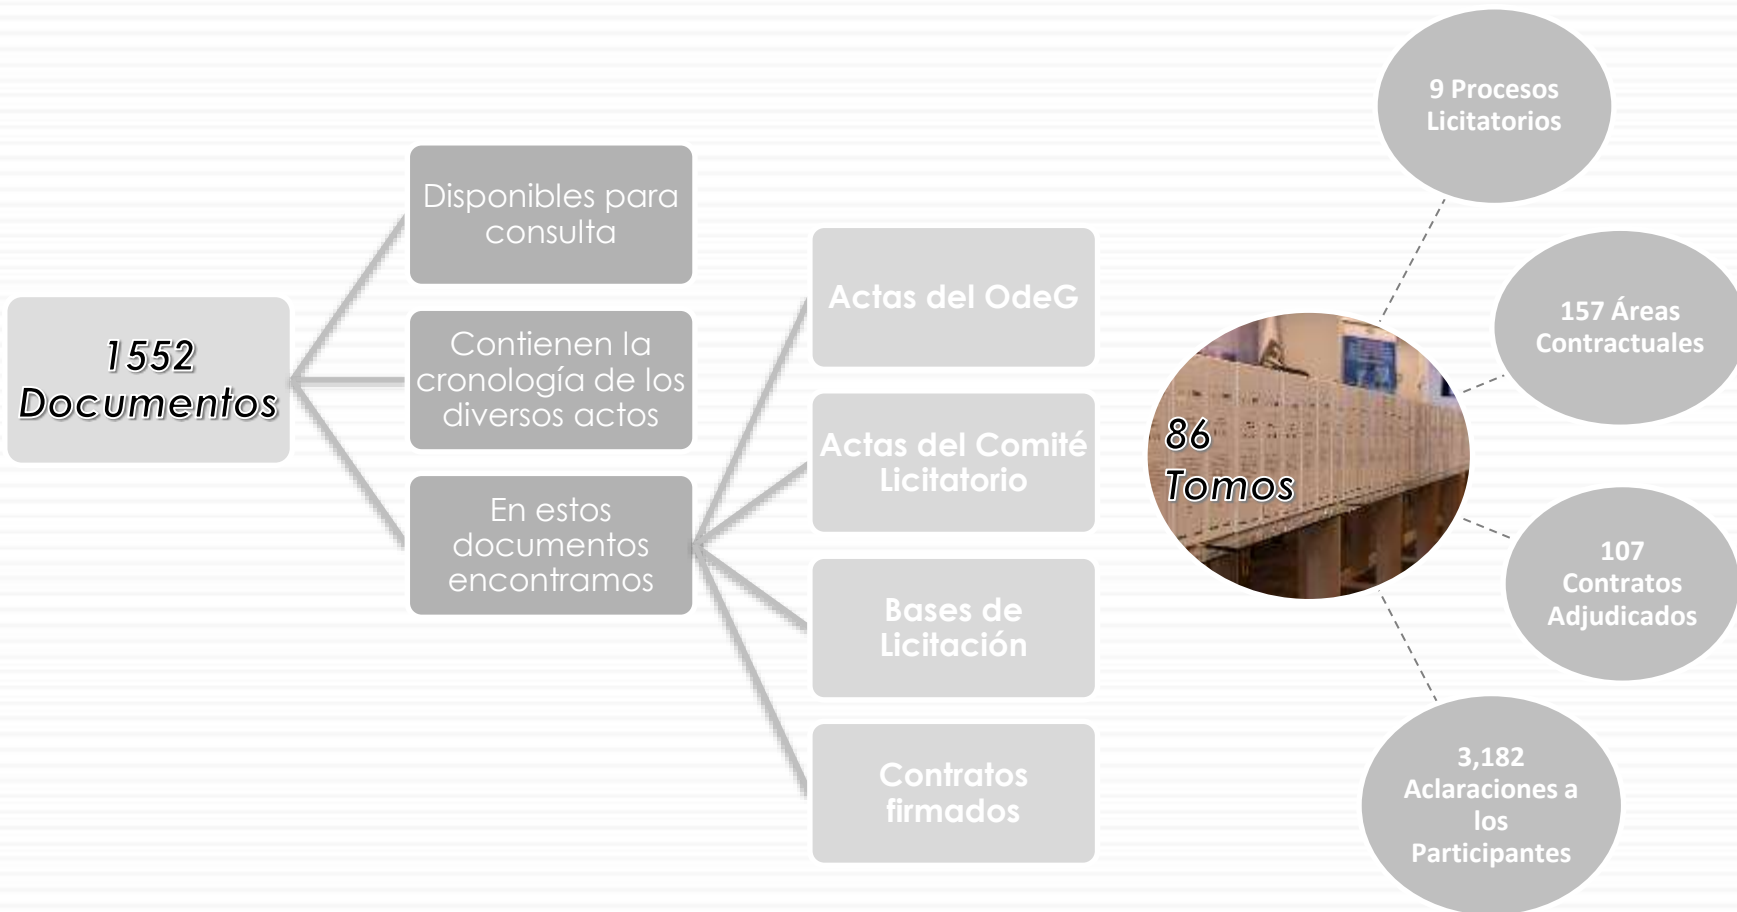 1552
Documentos
Disponibles para
consulta
Contienen la
cronología de los
diversos actos
En estos
documentos
encontramos
Actas del OdeG
Actas del Comité
Licitatorio
Bases de
Licitación
Contratos
firmados
86
Tomos
9 Procesos
Licitatorios
157 Áreas
Contractuales
107
Contratos
Adjudicados
3,182
Aclaraciones a
los
Participantes